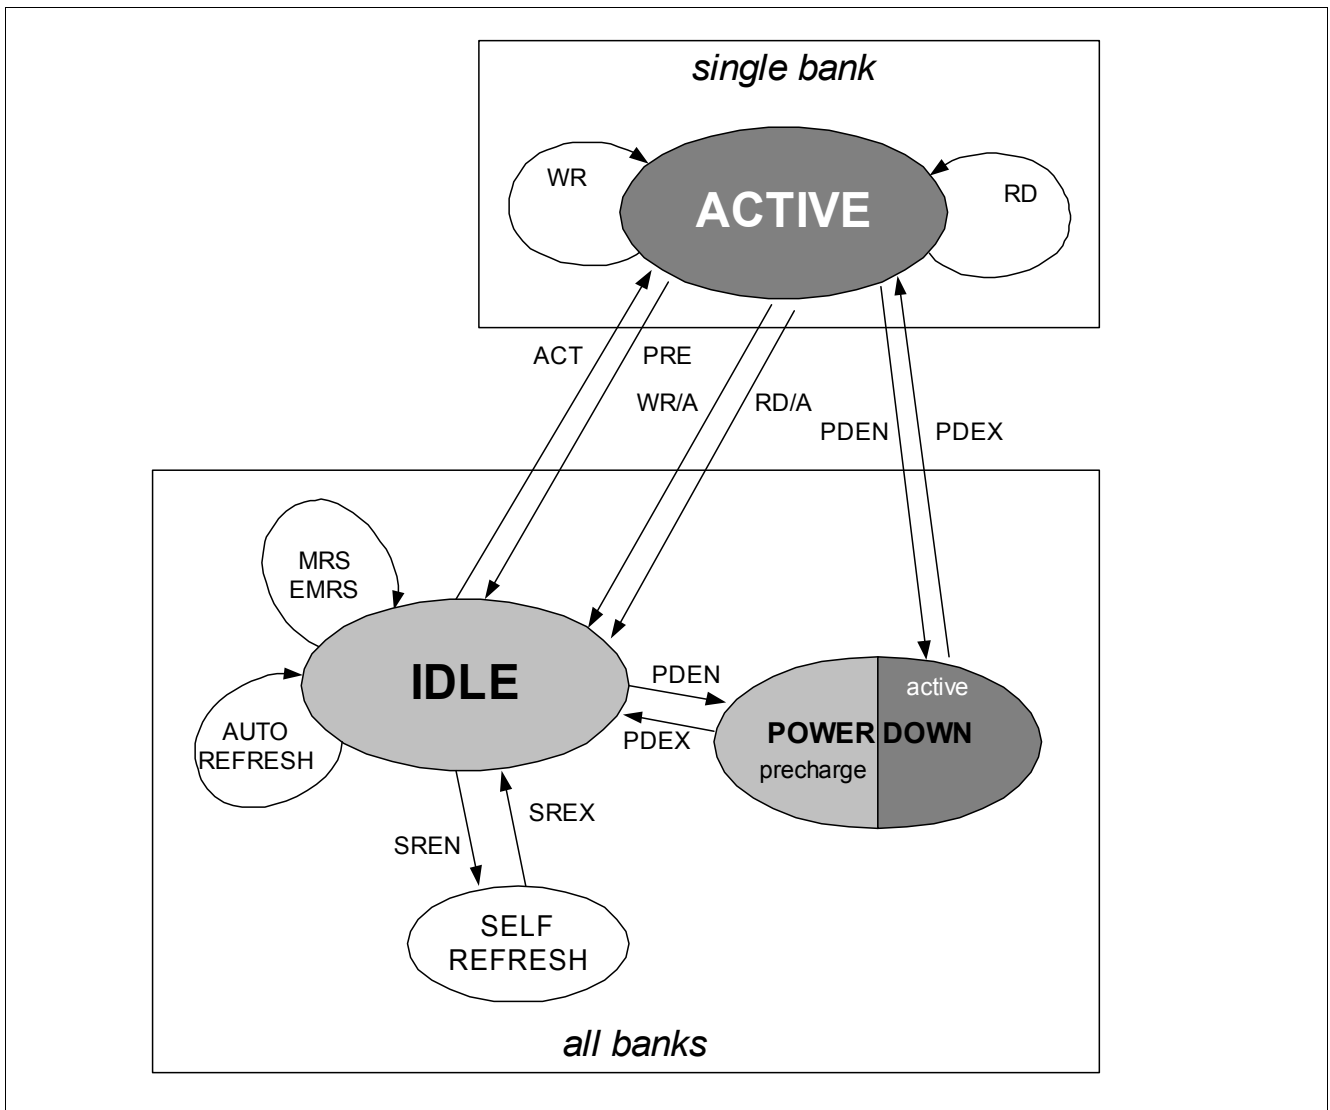 single bank
WR
RD
ACTIVE
ACT
PRE
WR/A
RD/A
PDEN
PDEX
MRS
EMRS
IDLE
PDEN
active
POWER DOWN
precharge
PDEX
AUTO
REFRESH
SREX
SREN
SELF
REFRESH
all banks